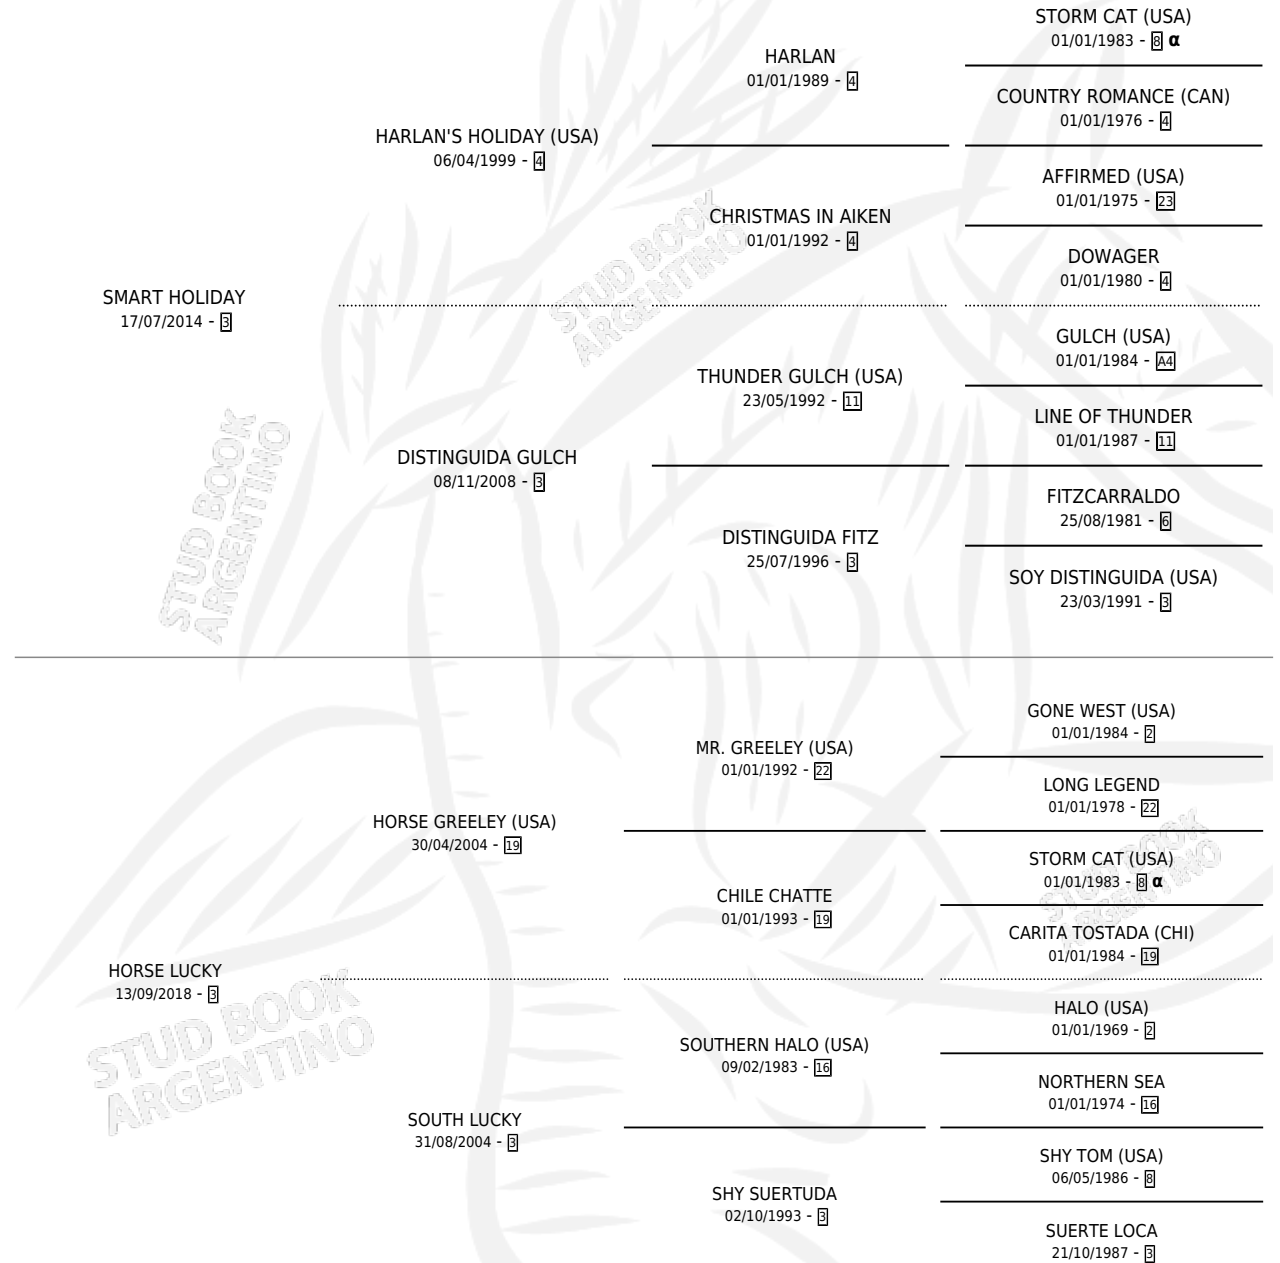 STORM CAT (USA)
01/01/1983 - 8 α
HARLAN
01/01/1989 - 4
COUNTRY ROMANCE (CAN)
01/01/1976 - 4
HARLAN'S HOLIDAY (USA)
06/04/1999 - 4
AFFIRMED (USA)
01/01/1975 - 23
CHRISTMAS IN AIKEN
01/01/1992 - 4
DOWAGER
01/01/1980 - 4
SMART HOLIDAY
17/07/2014 - 3
GULCH (USA)
01/01/1984 - A4
THUNDER GULCH (USA)
23/05/1992 - 11
LINE OF THUNDER
01/01/1987 - 11
DISTINGUIDA GULCH
08/11/2008 - 3
FITZCARRALDO
25/08/1981 - 6
DISTINGUIDA FITZ
25/07/1996 - 3
SOY DISTINGUIDA (USA)
23/03/1991 - 3
GONE WEST (USA)
01/01/1984 - 2
MR. GREELEY (USA)
01/01/1992 - 22
LONG LEGEND
01/01/1978 - 22
HORSE GREELEY (USA)
30/04/2004 - 19
STORM CAT (USA)
01/01/1983 - 8 α
CHILE CHATTE
01/01/1993 - 19
CARITA TOSTADA (CHI)
01/01/1984 - 19
HORSE LUCKY
13/09/2018 - 3
HALO (USA)
01/01/1969 - 2
SOUTHERN HALO (USA)
09/02/1983 - 16
NORTHERN SEA
01/01/1974 - 16
SOUTH LUCKY
31/08/2004 - 3
SHY TOM (USA)
06/05/1986 - 8
SHY SUERTUDA
02/10/1993 - 3
SUERTE LOCA
21/10/1987 - 3
STUD BOOK
ARGENTINO
STUD BOOK
ARGENTINO
STUD BOOK
ARGENTINO
STUD BOOK
ARGENTINO